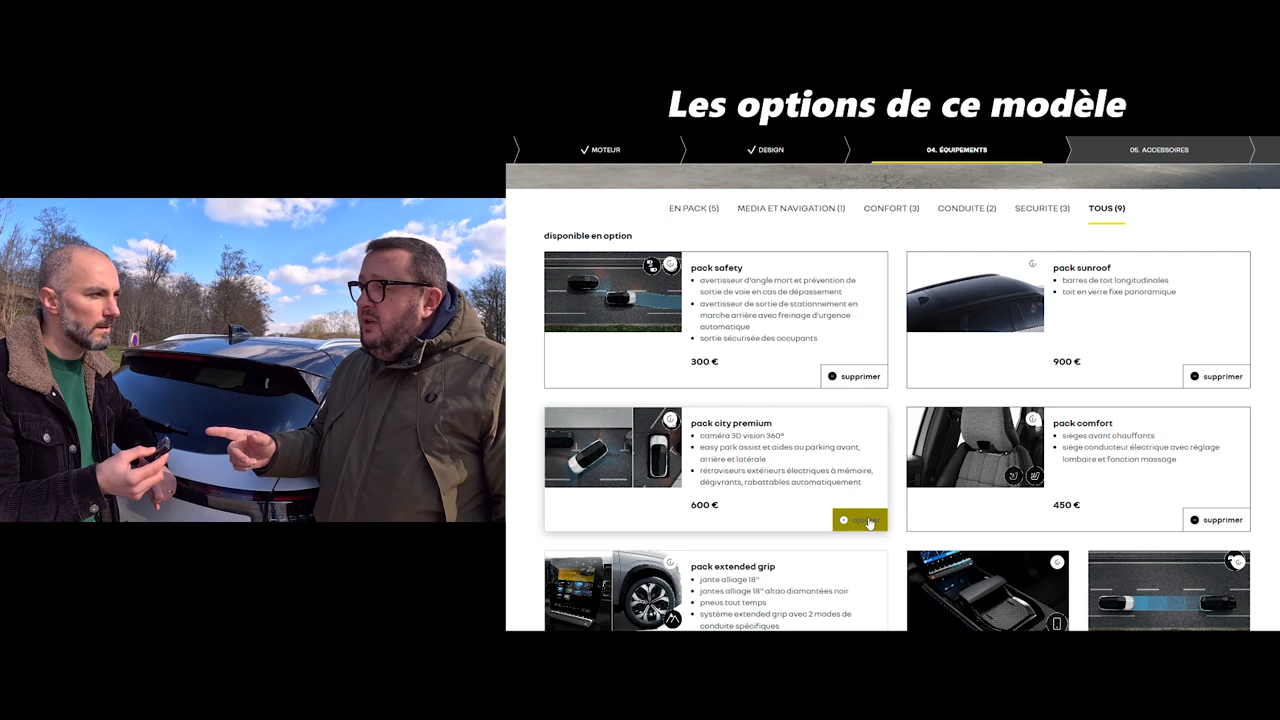 Les options de ce modèle
MOTEUR
DESIGN
04. ÉQUIPEMENTS
05. ACCESSOIRES
EN PACK (5)
MEDIA ET NAVIGATION (1)
CONFORT (3)
CONDUITE (2)
SECURITE (3)
TOUS (9)
disponible en option
pack safety
avertisseur d'angle mort et prévention de
sortie de voie en cas de dépassement
avertisseur de sortie de stationnement en
marche arrière avec freinage d'urgence
automatique
sortie sécurisée des occupants
300 €
supprimer
pack sunroof
barres de toit longitudinales
toit en verre fixe panoramique
900 €
supprimer
pack city premium
caméra 3D vision 360°
easy park assist et aides au parking avant,
arrière et latérale
rétroviseurs extérieurs électriques à mémoire,
dégivrants, rabattables automatiquement
600 €
ajouter
pack comfort
sièges avant chauffants
siège conducteur électrique avec réglage
lombaire et fonction massage
450 €
supprimer
pack extended grip
jante alliage 18"
jantes alliage 18" altao diamantées noir
pneus tout temps
système extended grip avec 2 modes de
conduite spécifiques